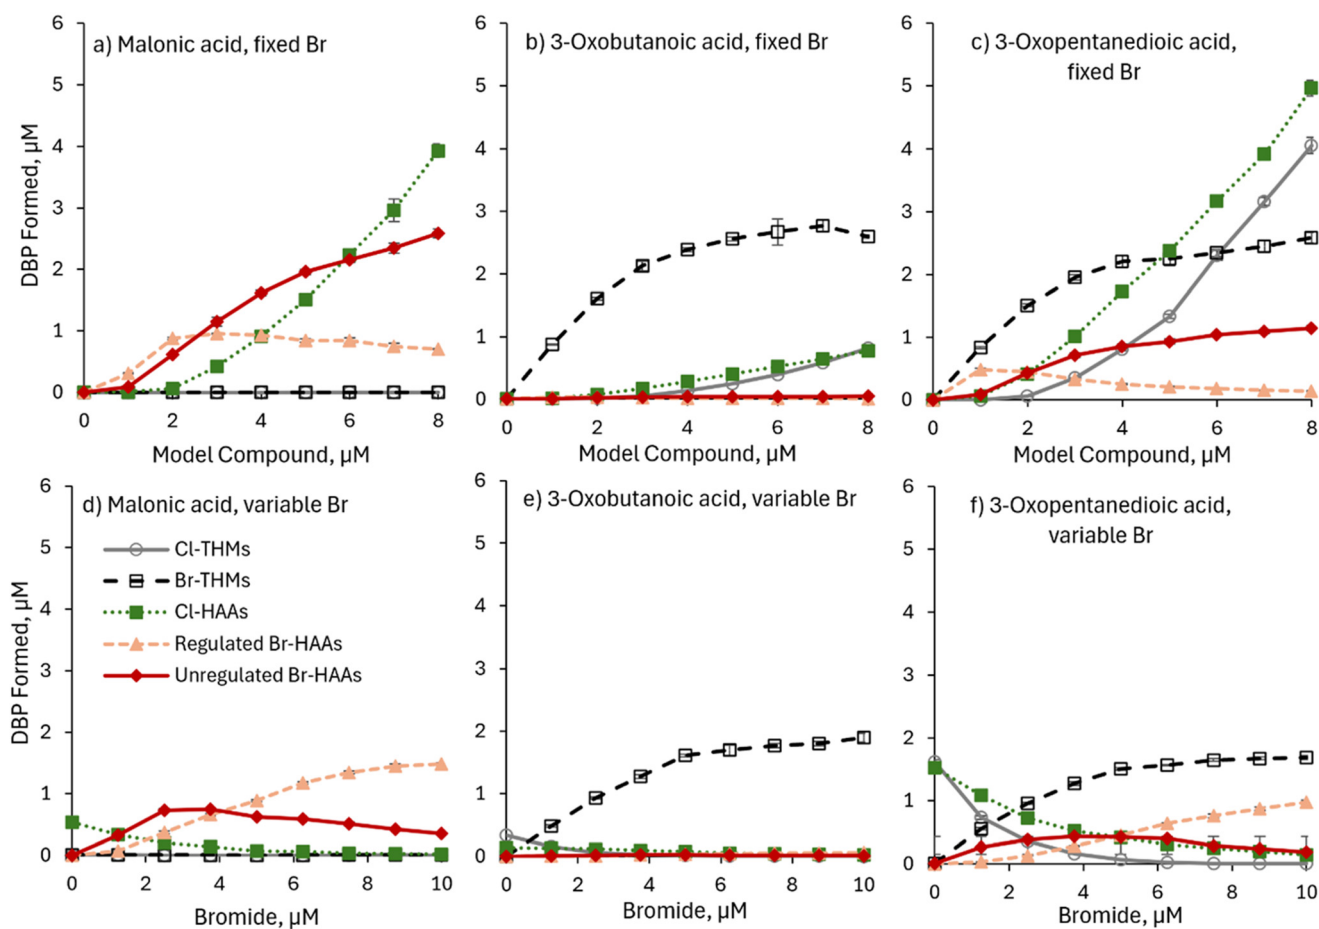 a) Malonic acid, fixed Br
6
5
4
3
2
1
0
DBP Formed, µM
0 2 4 6 8
Model Compound, µM
b) 3-Oxobutanoic acid, fixed Br
6
5
4
3
2
1
0
0 2 4 6 8
Model Compound, µM
c) 3-Oxopentanedioic acid,
fixed Br
6
5
4
3
2
1
0
0 2 4 6 8
Model Compound, µM
d) Malonic acid, variable Br
Cl-THMs
Br-THMs
Cl-HAAs
Regulated Br-HAAs
Unregulated Br-HAAs
6
5
4
3
2
1
0
DBP Formed, µM
0 2 4 6 8 10
Bromide, µM
e) 3-Oxobutanoic acid, variable Br
6
5
4
3
2
1
0
0 2 4 6 8 10
Bromide, µM
f) 3-Oxopentanedioic acid,
variable Br
6
5
4
3
2
1
0
0 2 4 6 8 10
Bromide, µM